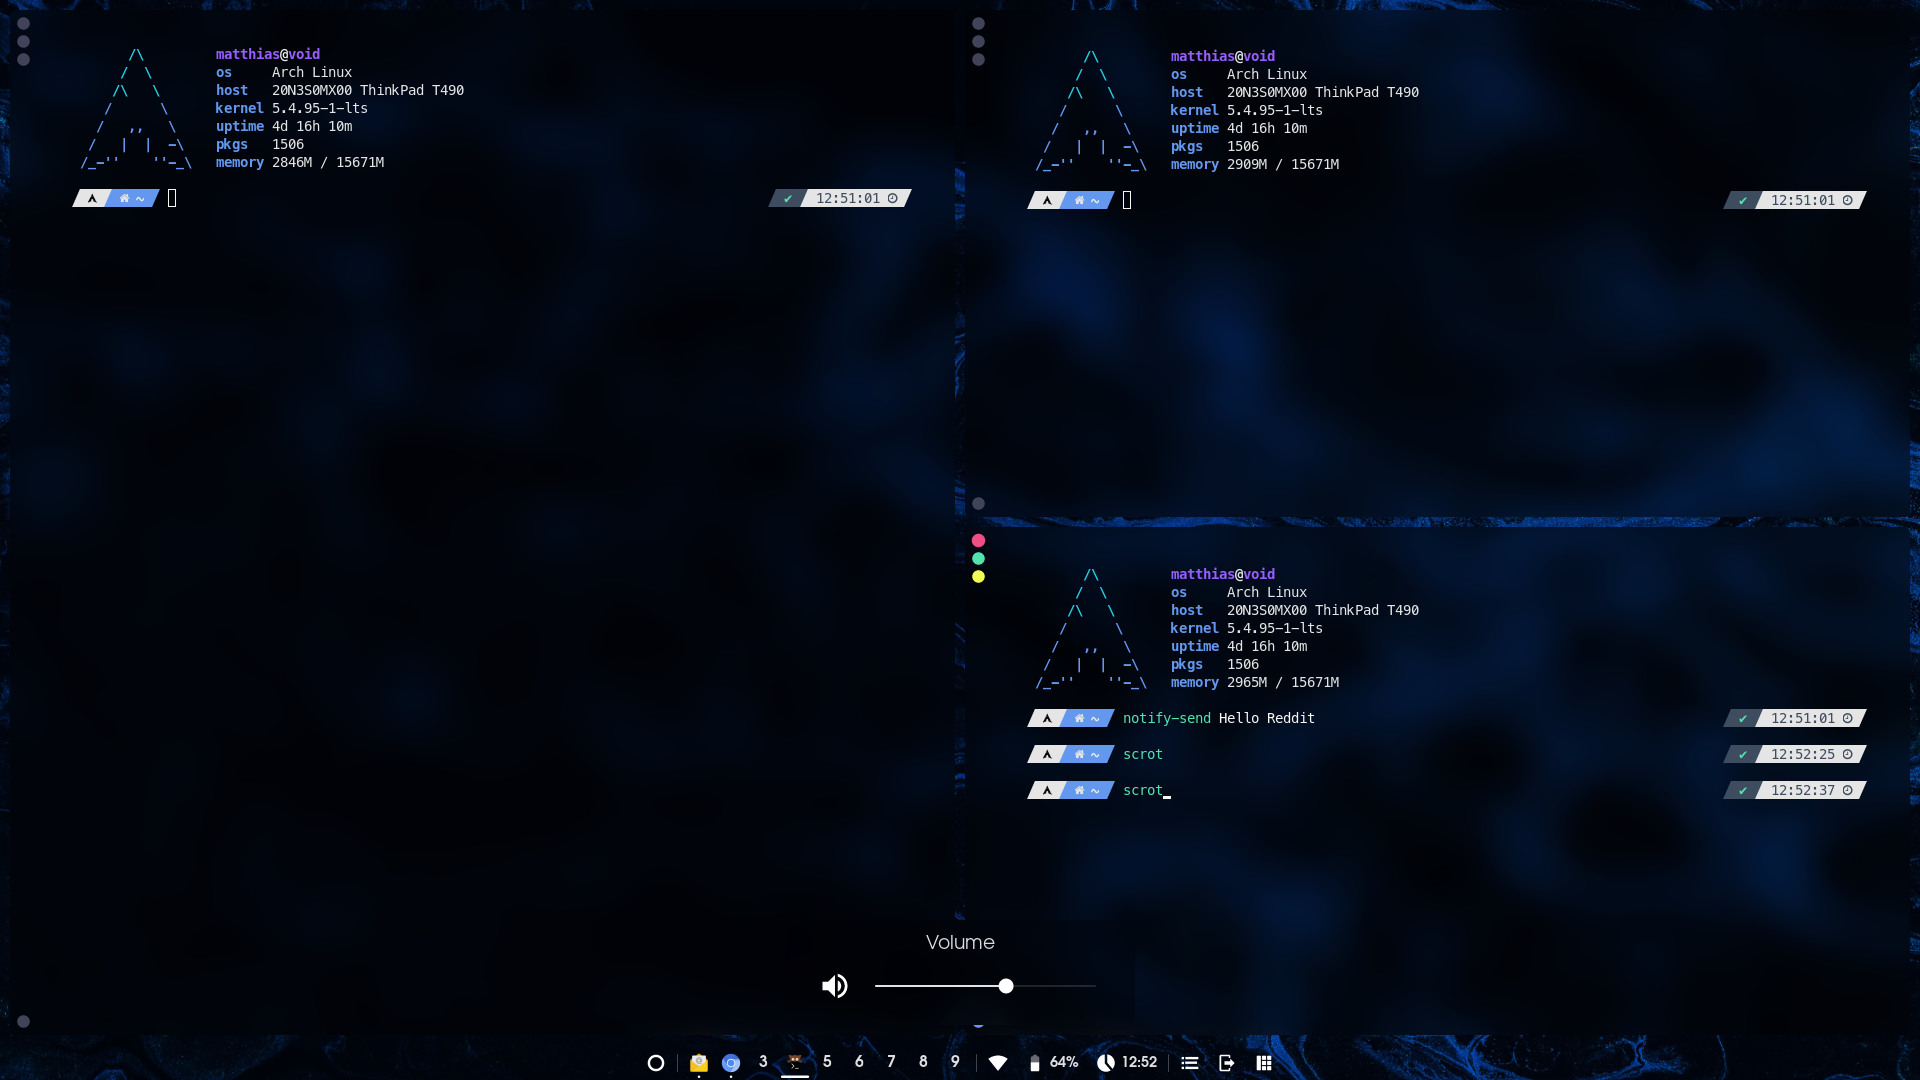 matthias@void
os Arch Linux
host 20N3S0MX00 ThinkPad T490
kernel 5.4.95-1-lts
uptime 4d 16h 10m
pkgs 1506
memory 2846M / 15671M
~ ✔ 12:51:01
matthias@void
os Arch Linux
host 20N3S0MX00 ThinkPad T490
kernel 5.4.95-1-lts
uptime 4d 16h 10m
pkgs 1506
memory 2909M / 15671M
~ ✔ 12:51:01
matthias@void
os Arch Linux
host 20N3S0MX00 ThinkPad T490
kernel 5.4.95-1-lts
uptime 4d 16h 10m
pkgs 1506
memory 2965M / 15671M
~ notify-send Hello Reddit ✔ 12:51:01
~ scrot ✔ 12:52:25
~ scrot ✔ 12:52:37
Volume
3 5 6 7 8 9 64% 12:52